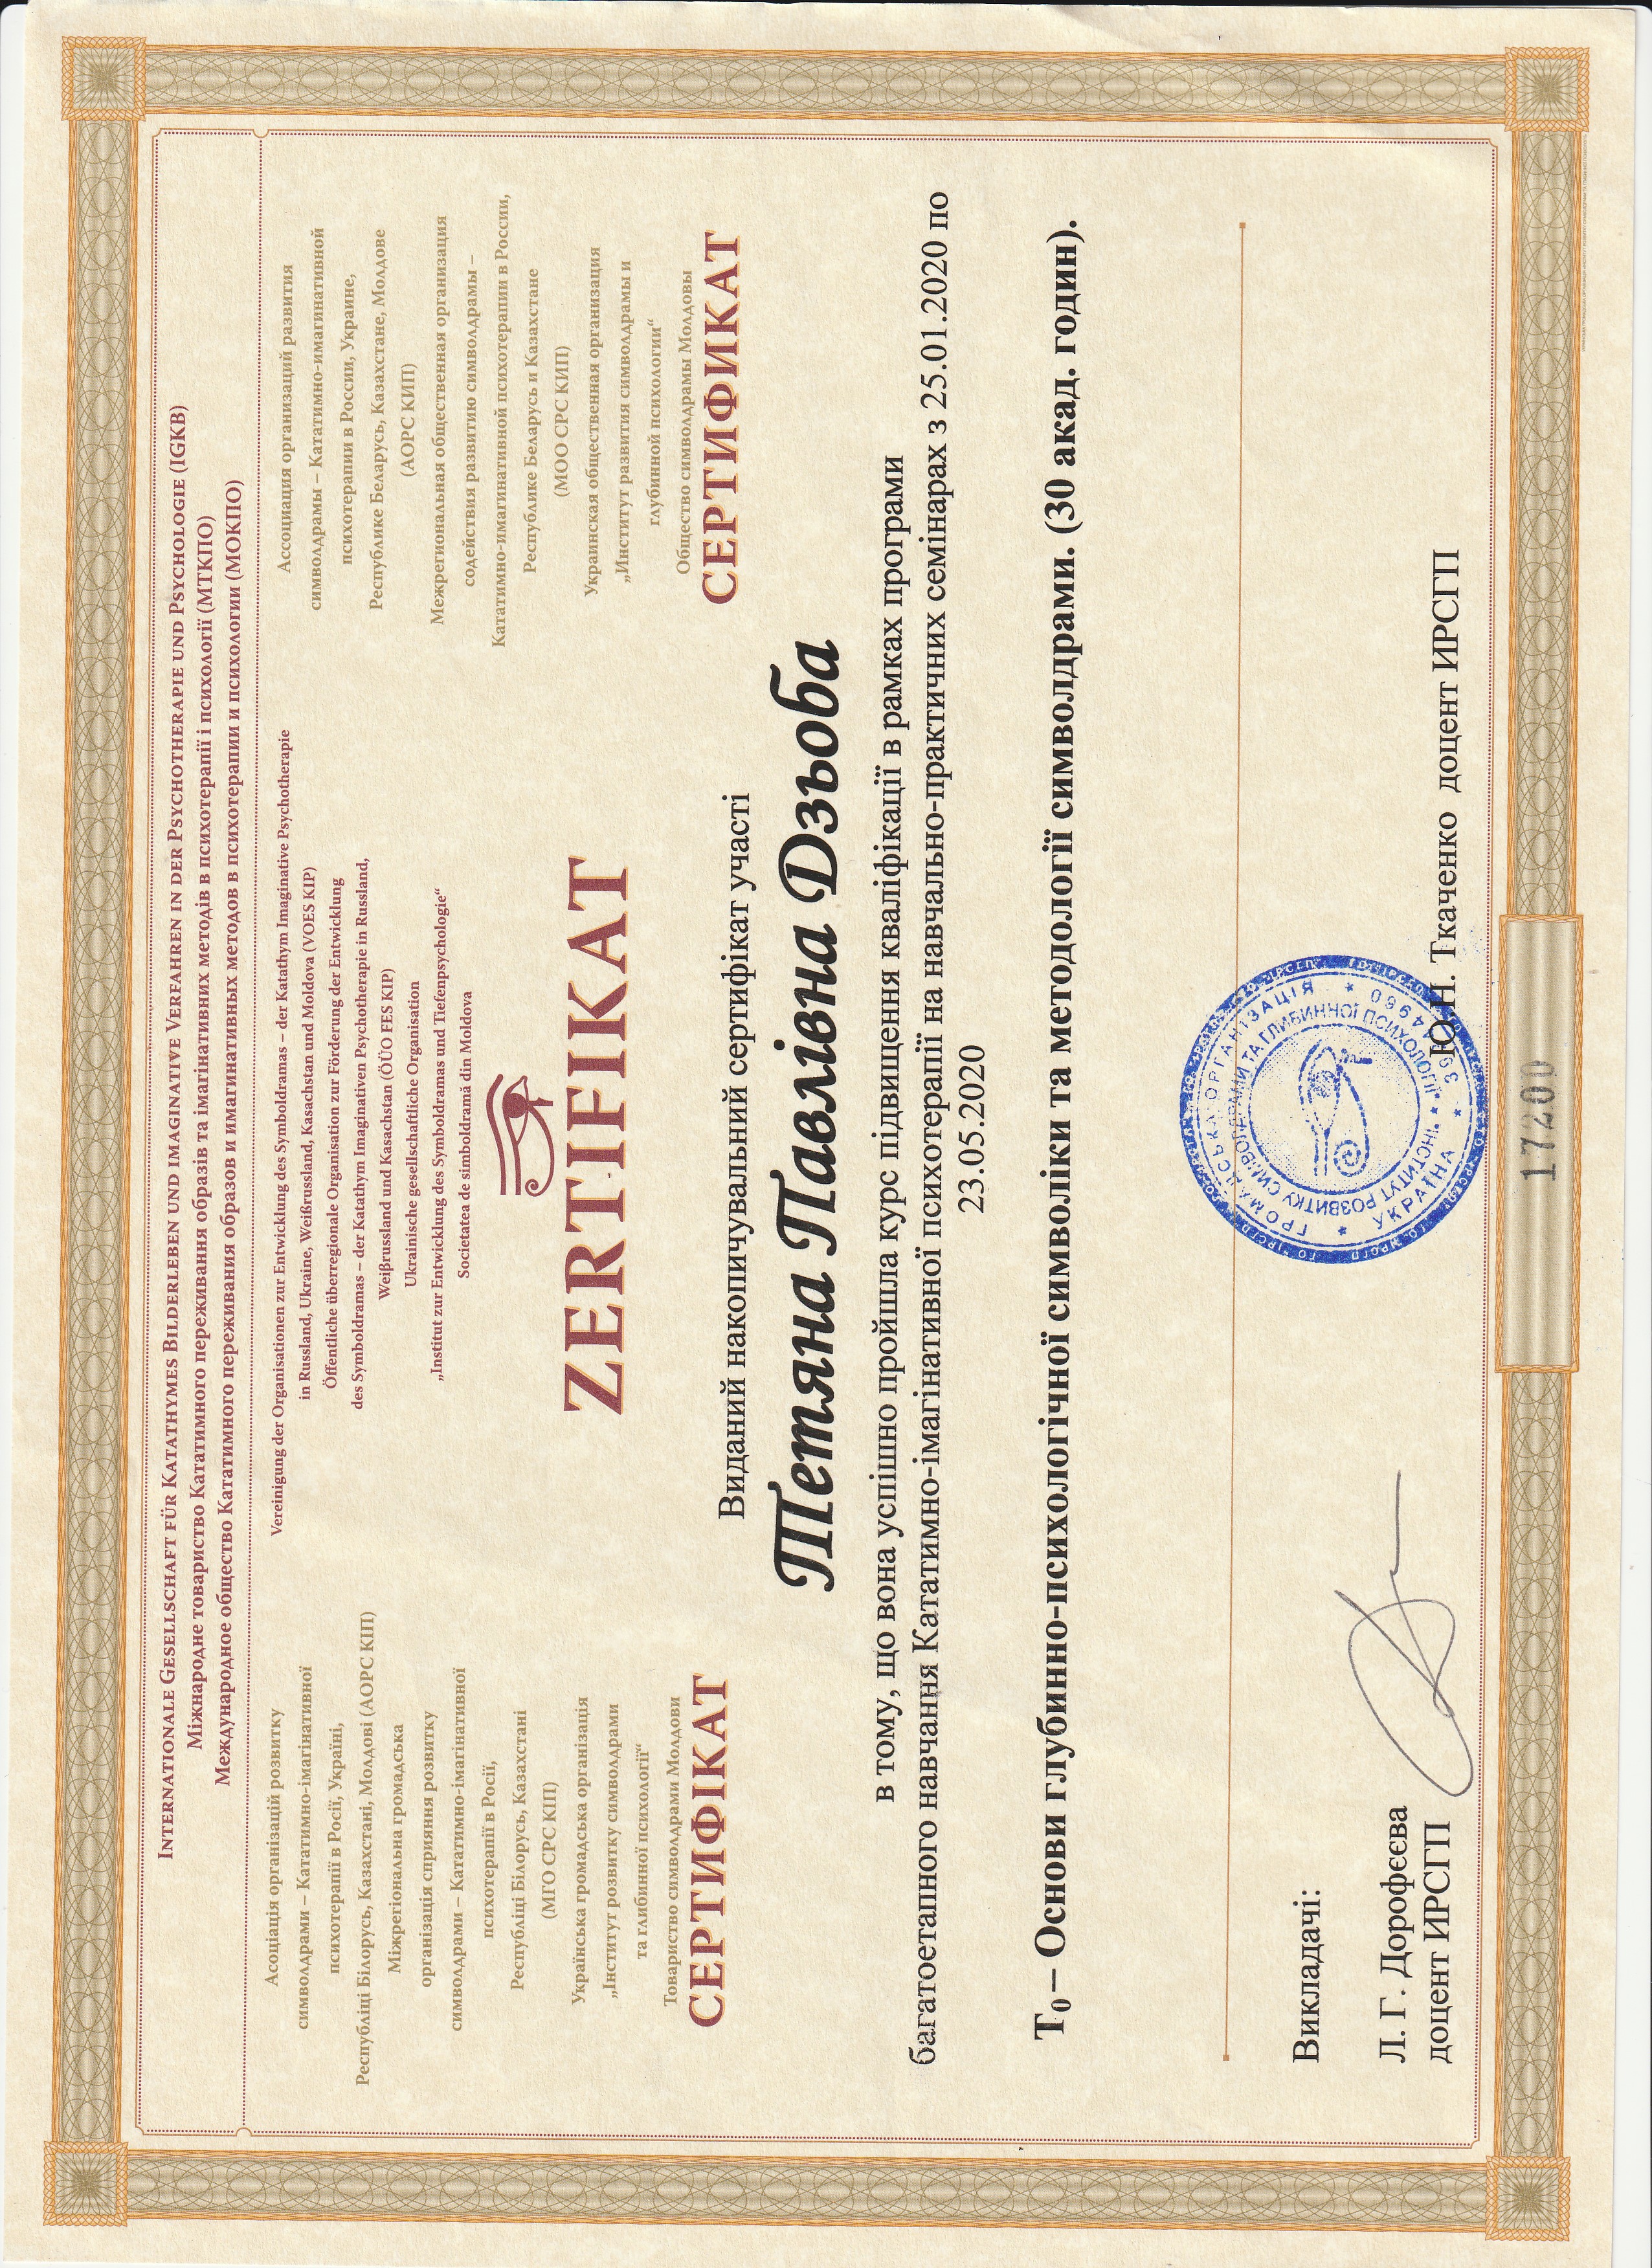 INTERNATIONALE GESELLSCHAFT FÜR KATATHYMES BILDERLEBEN UND IMAGINATIVE VERFAHREN IN DER PSYCHOTHERAPIE UND PSYCHOLOGIE (IGKB)
Міжнародне товариство Кататимного переживання образів та імагінативних методів в психотерапії і психології (МТКПО)
Международное общество Кататимного переживания образов и имагинативных методов в психотерапии и психологии (МОКПО)
Асоціація організацій розвитку
символдрами – Кататимно-імагінативної
психотерапії в Росії, Україні,
Республіці Білорусь, Казахстані, Молдові (АОРС КІП)
Міжрегіональна громадська
організація сприяння розвитку
символдрами – Кататимно-імагінативної
психотерапії в Росії,
Республіці Білорусь, Казахстані
(МГО СРС КІП)
Українська громадська організація
„Інститут розвитку символдрами
та глибинної психології“
Товариство символдрами Молдови
СЕРТИФІКАТ
Vereinigung der Organisationen zur Entwicklung des Symboldramas – der Katathym Imaginative Psychotherapie
in Russland, Ukraine, Weißrussland, Kasachstan und Moldova (VOES KIP)
Öffentliche überregionale Organisation zur Förderung der Entwicklung
des Symboldramas – der Katathym Imaginativen Psychotherapie in Russland,
Weißrussland und Kasachstan (ÖÜO FES KIP)
Ukrainische gesellschaftliche Organisation
„Institut zur Entwicklung des Symboldramas und Tiefenpsychologie“
Societatea de simboldramă din Moldova
ZERTIFIKAT
Ассоциация организаций развития
символдрамы – Кататимно-имагинативной
психотерапии в России, Украине,
Республике Беларусь, Казахстане, Молдове
(АОРС КИП)
Межрегиональная общественная организация
содействия развитию символдрамы –
Кататимно-имагинативной психотерапии в России,
Республике Беларусь и Казахстане
(МОО СРС КИП)
Украинская общественная организация
„Институт развития символдрамы и
глубинной психологии“
Общество символдрамы Молдовы
СЕРТИФИКАТ
Виданий накопичувальний сертифікат участі
Тетяна Павлівна Дзьоба
в тому, що вона успішно пройшла курс підвищення кваліфікації в рамках програми
багатоетапного навчання Кататимно-імагінативної психотерапії на навчально-практичних семінарах з 25.01.2020 по
23.05.2020
T₀ – Основи глубинно-психологічної символіки та методології символдрами. (30 акад. годин).
Викладачі:
Л. Г. Дорофєєва
доцент ИРСГП
Ю.Н. Ткаченко доцент ИРСГП
ГРОМАДСЬКА ОРГАНІЗАЦІЯ
ІНСТИТУТ РОЗВИТКУ СИМВОЛДРАМИ ТА ГЛИБИННОЇ ПСИХОЛОГІЇ
УКРАЇНА
17200